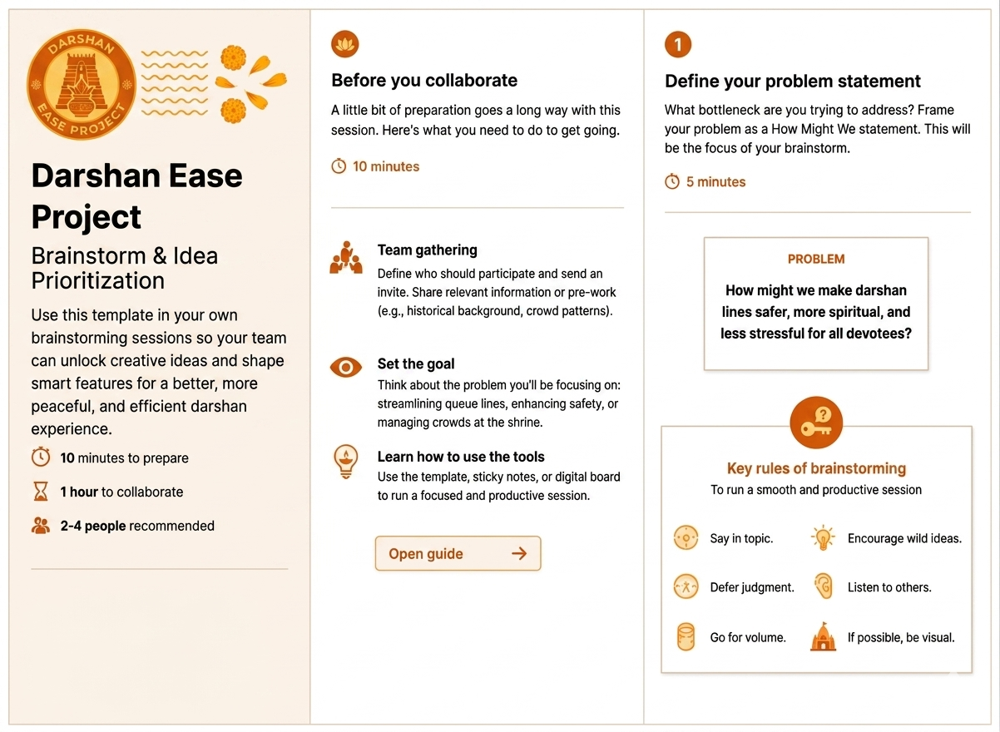 DARSHAN
EASE PROJECT
Darshan Ease
Project
Brainstorm & Idea
Prioritization
Use this template in your own
brainstorming sessions so your team
can unlock creative ideas and shape
smart features for a better, more
peaceful, and efficient darshan
experience.
10 minutes to prepare
1 hour to collaborate
2-4 people recommended
Before you collaborate
A little bit of preparation goes a long way with this
session. Here's what you need to do to get going.
10 minutes
Team gathering
Define who should participate and send an
invite. Share relevant information or pre-work
(e.g., historical background, crowd patterns).
Set the goal
Think about the problem you'll be focusing on:
streamlining queue lines, enhancing safety, or
managing crowds at the shrine.
Learn how to use the tools
Use the template, sticky notes, or digital board
to run a focused and productive session.
Open guide
1
Define your problem statement
What bottleneck are you trying to address? Frame
your problem as a How Might We statement. This will
be the focus of your brainstorm.
5 minutes
PROBLEM
How might we make darshan
lines safer, more spiritual, and
less stressful for all devotees?
?
Key rules of brainstorming
To run a smooth and productive session
Say in topic.
Encourage wild ideas.
Defer judgment.
Listen to others.
Go for volume.
If possible, be visual.